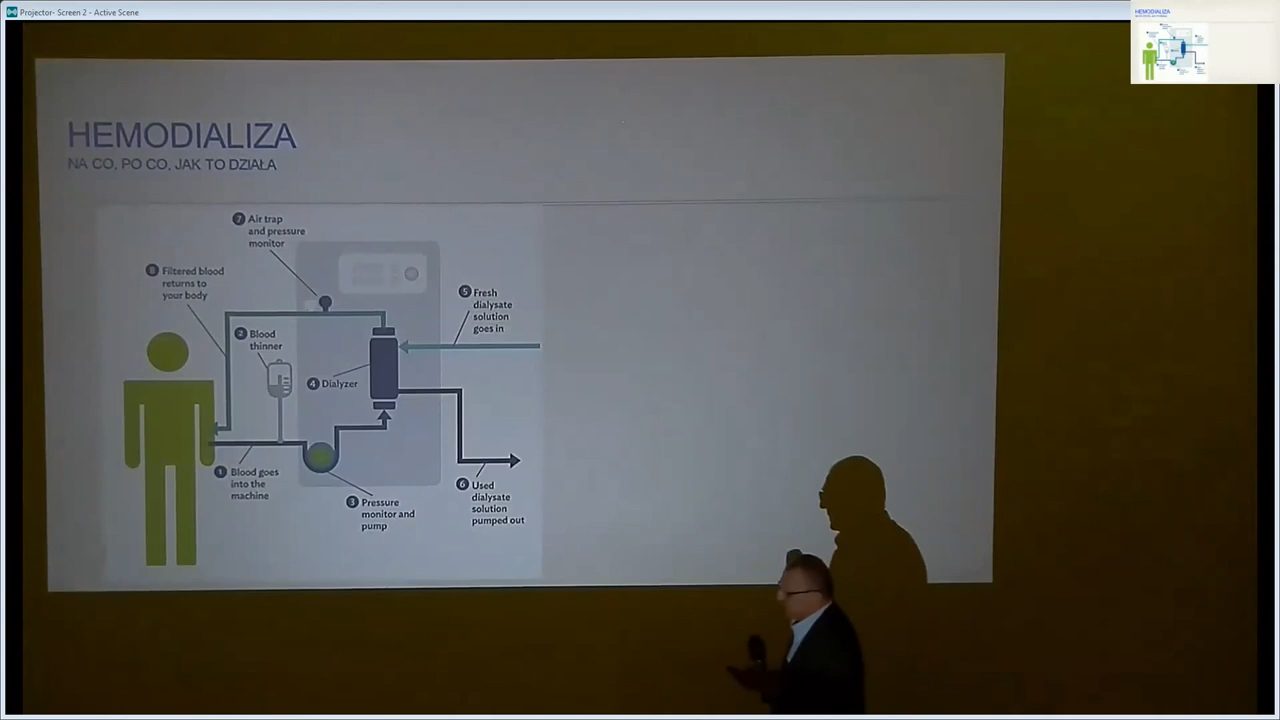 Projector- Screen 2 - Active Scene
HEMODIALIZA
HEMODIALIZA
NA CO, PO CO, JAK TO DZIAŁA
7 Air trap
and pressure
monitor
8 Filtered blood
returns to
your body
5 Fresh
dialysate
solution
goes in
2 Blood
thinner
4 Dialyzer
1 Blood goes
into the
machine
3 Pressure
monitor and
pump
6 Used
dialysate
solution
pumped out